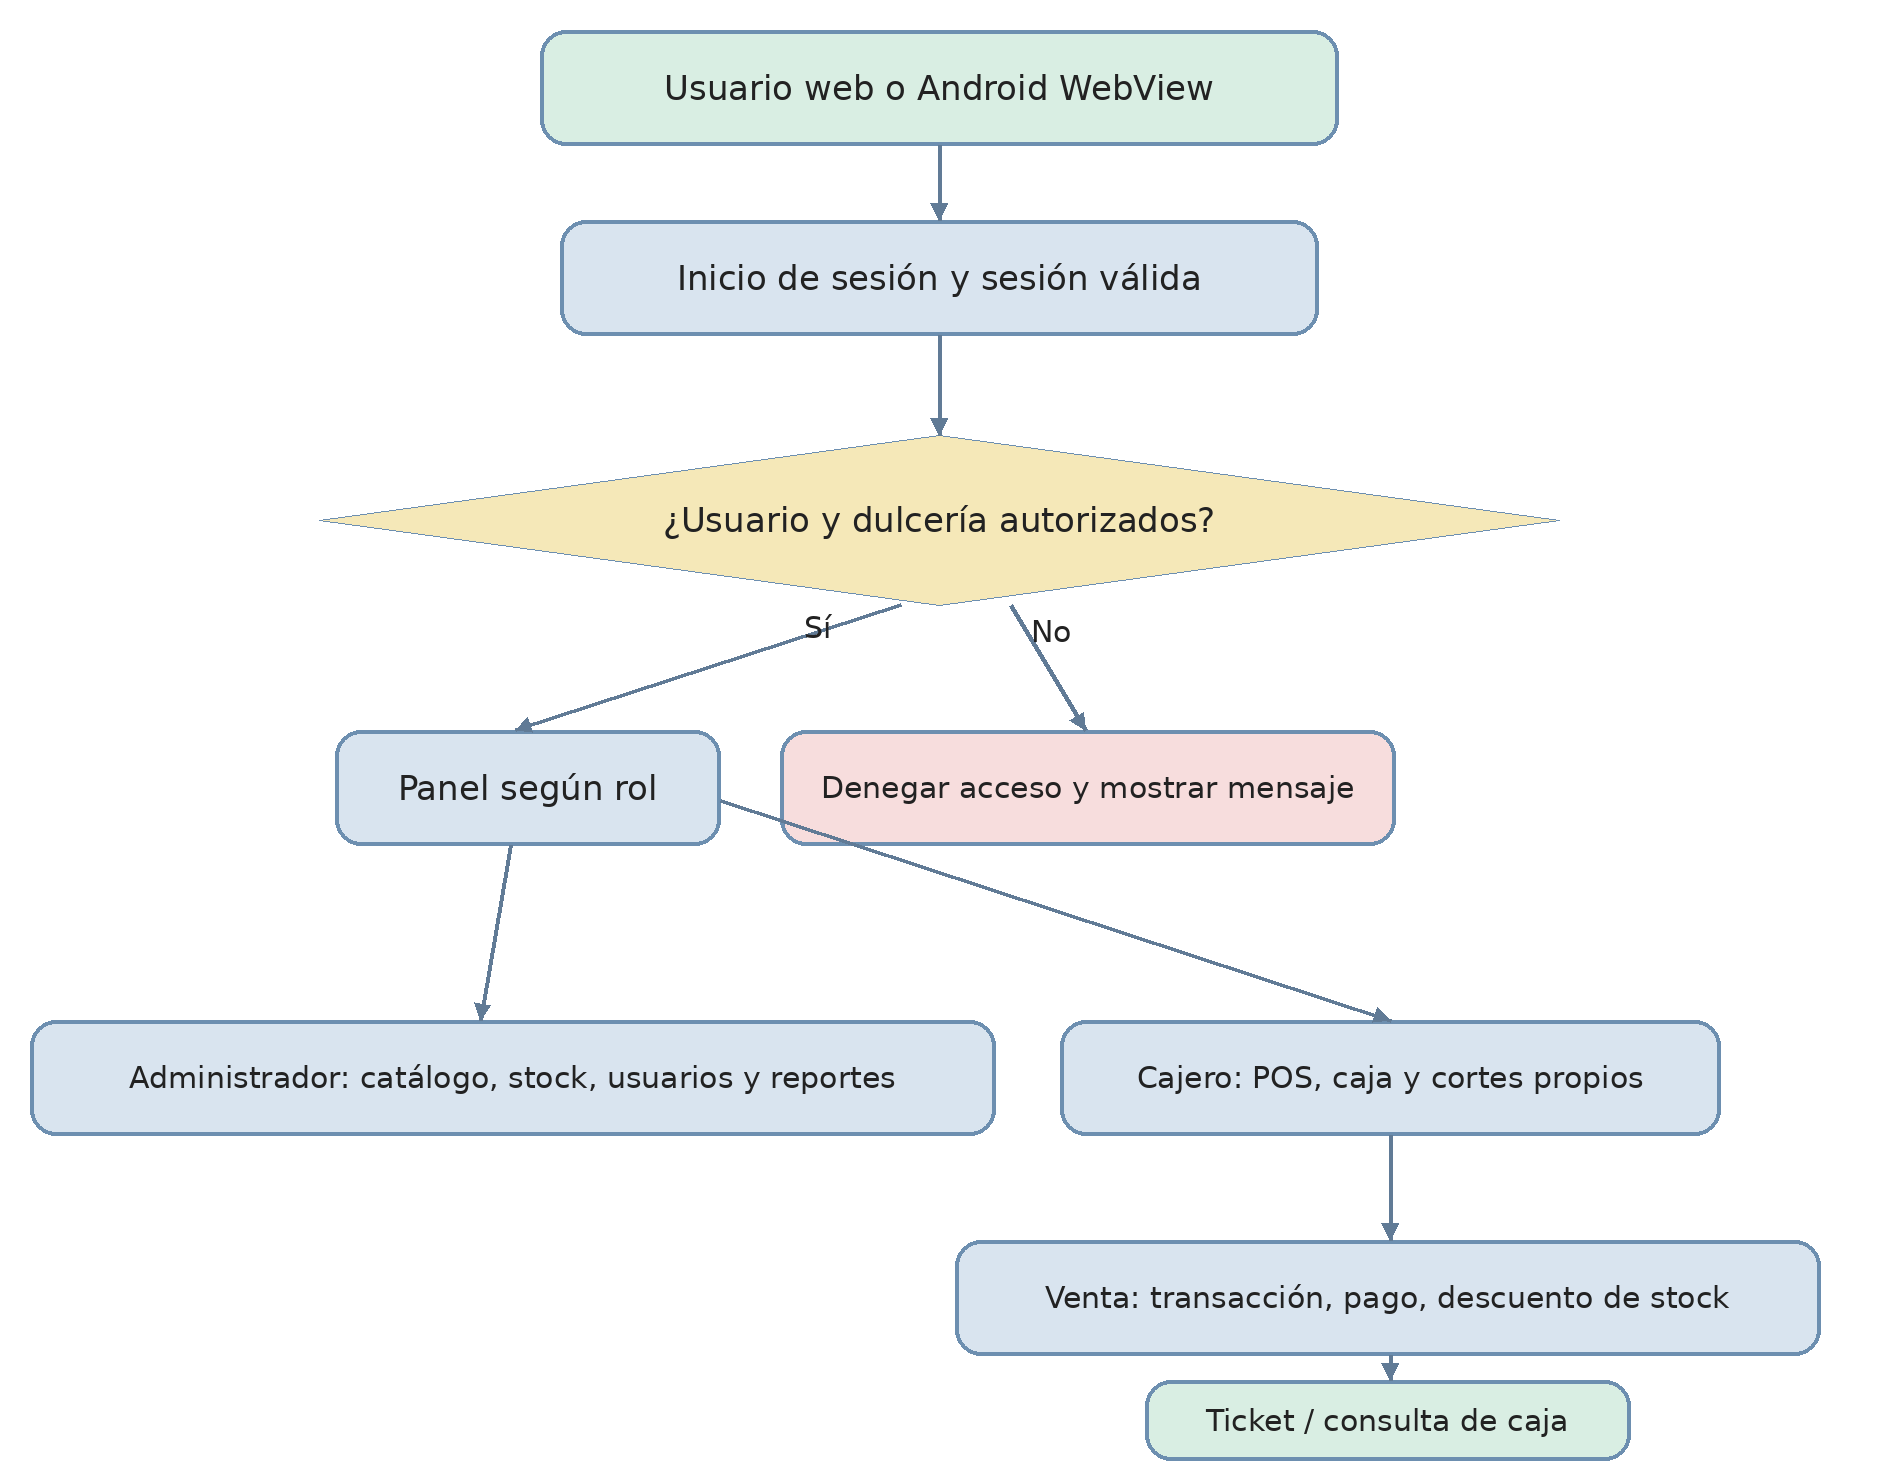 Usuario web o Android WebView
Inicio de sesión y sesión válida
¿Usuario y dulcería autorizados?
Sí
No
Panel según rol
Denegar acceso y mostrar mensaje
Administrador: catálogo, stock, usuarios y reportes
Cajero: POS, caja y cortes propios
Venta: transacción, pago, descuento de stock
Ticket / consulta de caja